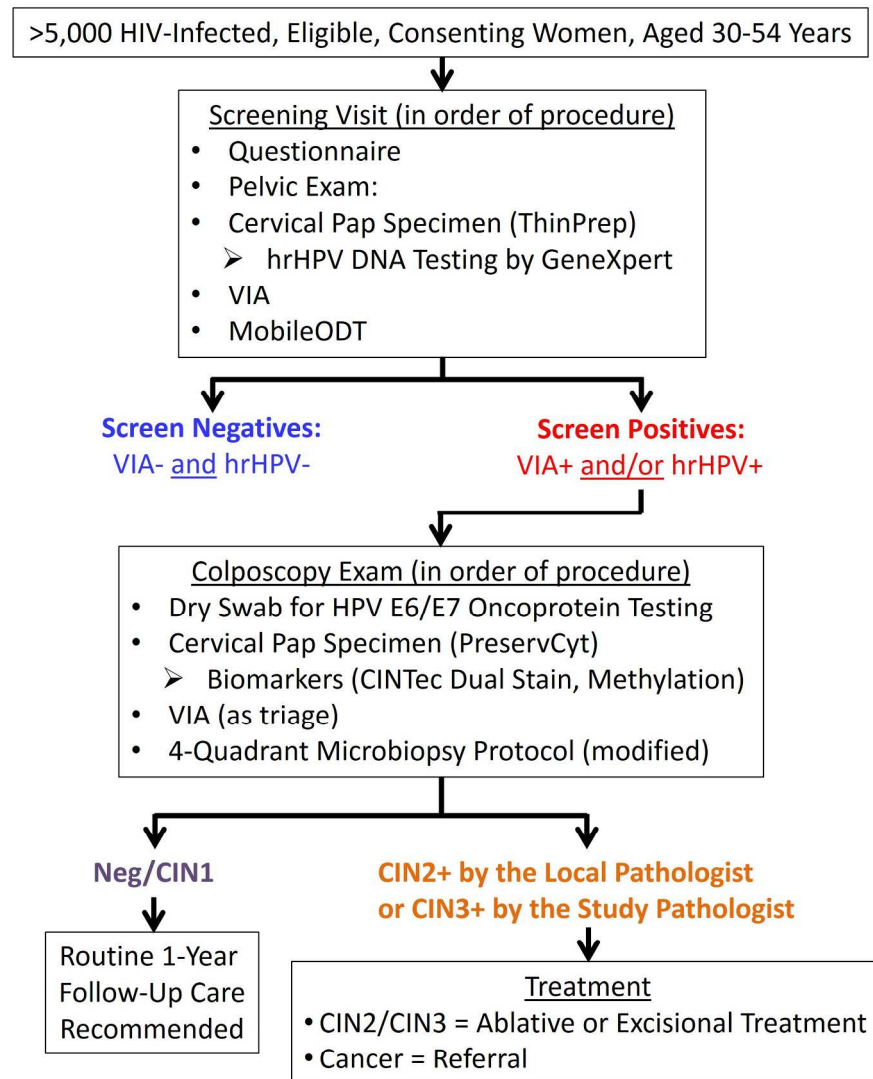 >5,000 HIV-Infected, Eligible, Consenting Women, Aged 30-54 Years
Screening Visit (in order of procedure)
• Questionnaire
• Pelvic Exam:
• Cervical Pap Specimen (ThinPrep)
➢ hrHPV DNA Testing by GeneXpert
• VIA
• MobileODT
Screen Negatives:
VIA- and hrHPV-
Screen Positives:
VIA+ and/or hrHPV+
Colposcopy Exam (in order of procedure)
• Dry Swab for HPV E6/E7 Oncoprotein Testing
• Cervical Pap Specimen (PreservCyt)
➢ Biomarkers (CINTec Dual Stain, Methylation)
• VIA (as triage)
• 4-Quadrant Microbiopsy Protocol (modified)
Neg/CIN1
CIN2+ by the Local Pathologist
or CIN3+ by the Study Pathologist
Routine 1-Year
Follow-Up Care
Recommended
Treatment
• CIN2/CIN3 = Ablative or Excisional Treatment
• Cancer = Referral